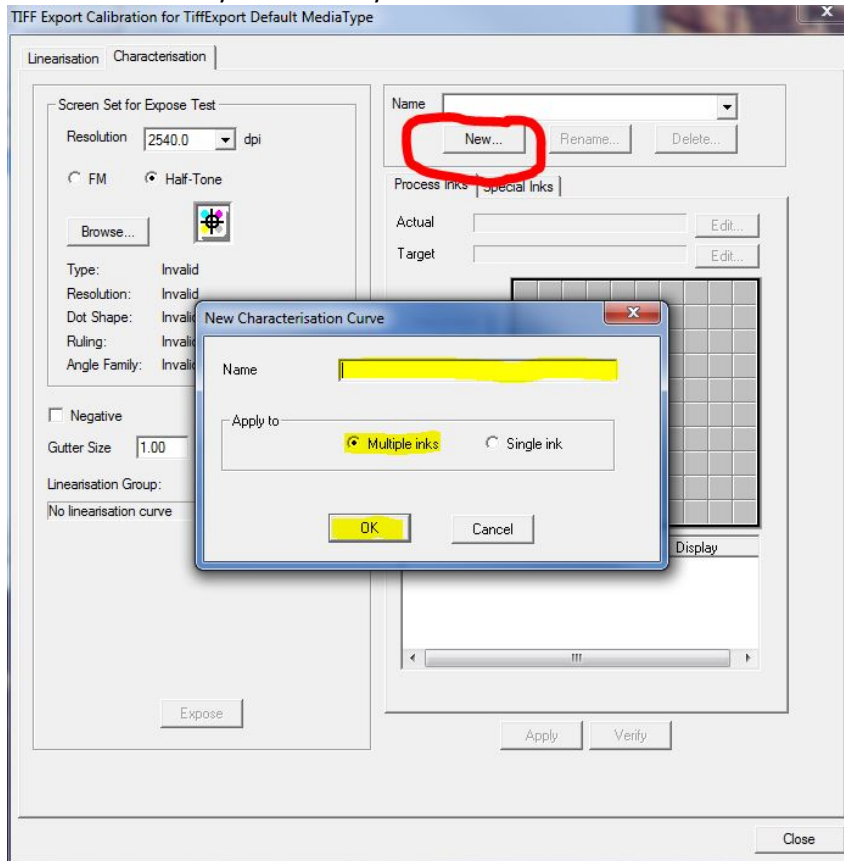 TIFF Export Calibration for TiffExport Default MediaType
Linearisation Characterisation
Screen Set for Expose Test
Resolution 2540.0 dpi
FM Half-Tone
Browse...
Type: Invalid
Resolution: Invalid
Dot Shape:
Ruling:
Angle Family:
Negative
Gutter Size 1.00
Linearisation Group:
No linearisation curve
Expose
Name
New... Rename... Delete...
Process Inks Special Inks
Actual Edit...
Target Edit...
New Characterisation Curve
Name
Apply to
Multiple inks Single ink
OK Cancel
Display
Apply Verify
Close